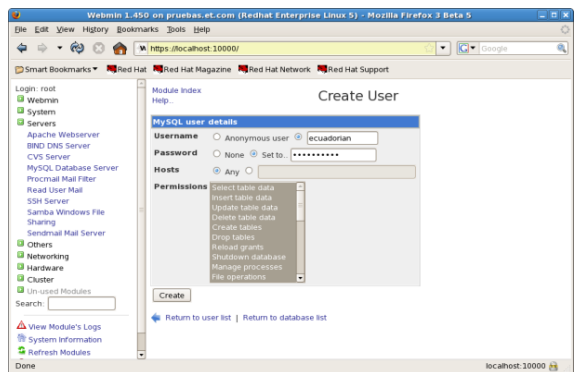 Webmin 1.450 on pruebas.et.com (Redhat Enterprise Linux 5) - Mozilla Firefox 3 Beta 5
File Edit View History Bookmarks Tools Help
https://localhost:10000/
Google
Smart Bookmarks Red Hat Red Hat Magazine Red Hat Network Red Hat Support
Login: root
Webmin
System
Servers
Apache Webserver
BIND DNS Server
CVS Server
MySQL Database Server
Procmail Mail Filter
Read User Mail
SSH Server
Samba Windows File
Sharing
Sendmail Mail Server
Others
Networking
Hardware
Cluster
Un-used Modules
Search:
View Module's Logs
System Information
Refresh Modules
Module Index
Help..
Create User
MySQL user details
Username Anonymous user ecuadorian
Password None Set to.. ••••••••••
Hosts Any
Permissions
Select table data
Insert table data
Update table data
Delete table data
Create tables
Drop tables
Reload grants
Shutdown database
Manage processes
File operations
Create
Return to user list | Return to database list
Done
localhost:10000